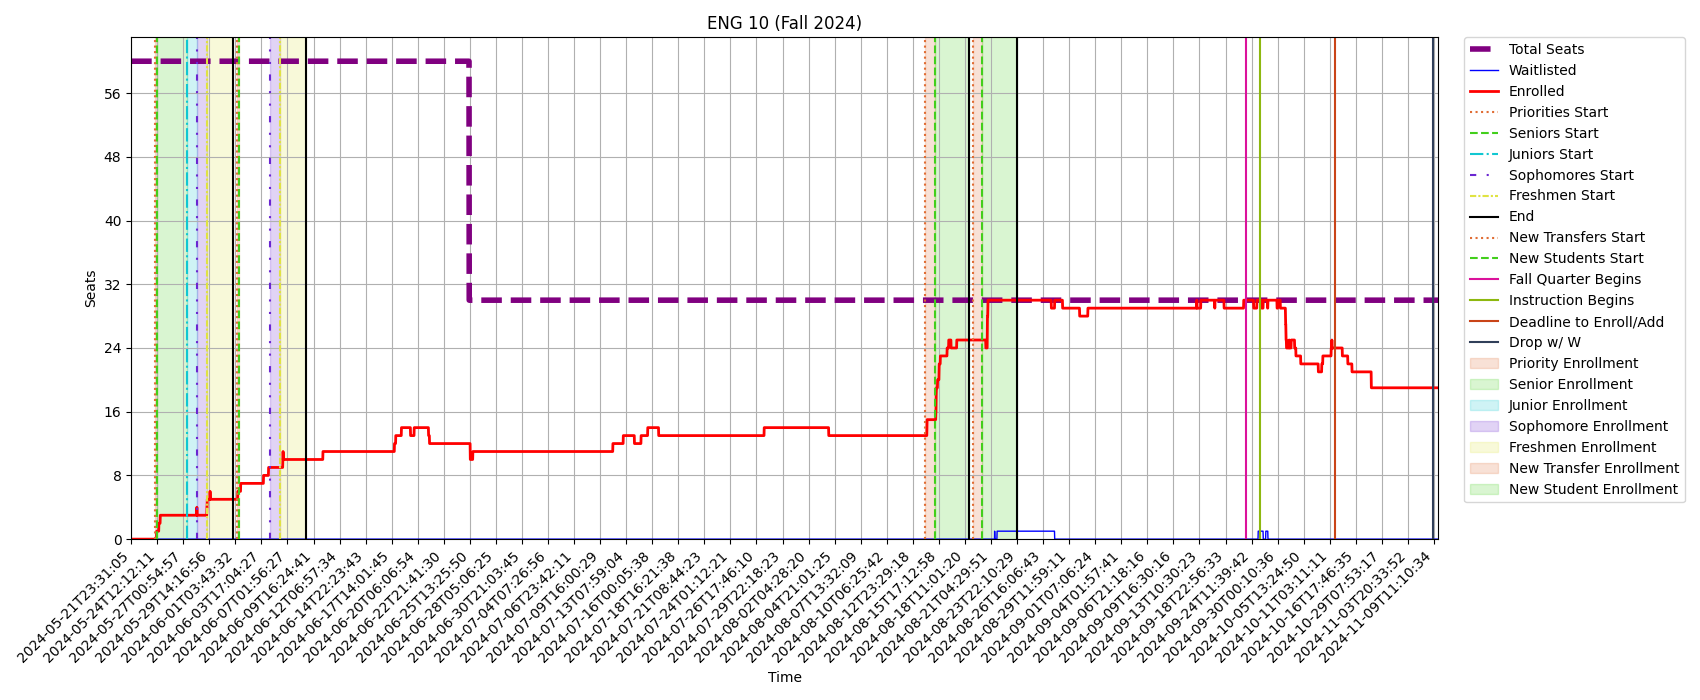 ENG 10 (Fall 2024)
Seats
56
48
40
32
24
16
8
0
2024-05-21T23:31:05
2024-05-24T12:12:11
2024-05-27T00:54:57
2024-05-29T14:16:56
2024-06-01T03:43:32
2024-06-03T17:04:27
2024-06-07T01:56:27
2024-06-09T16:24:41
2024-06-12T06:57:34
2024-06-14T22:23:43
2024-06-17T14:01:45
2024-06-20T06:06:54
2024-06-22T21:41:30
2024-06-25T13:25:50
2024-06-28T05:06:25
2024-06-30T21:03:45
2024-07-04T07:26:56
2024-07-06T23:42:11
2024-07-09T16:00:29
2024-07-13T07:59:04
2024-07-16T00:05:38
2024-07-18T16:21:38
2024-07-21T08:44:23
2024-07-24T01:12:21
2024-07-26T17:46:10
2024-07-29T22:18:23
2024-08-02T04:28:20
2024-08-04T21:01:25
2024-08-07T13:32:09
2024-08-10T06:25:42
2024-08-12T23:29:18
2024-08-15T17:12:58
2024-08-18T11:01:20
2024-08-21T04:29:51
2024-08-23T22:10:29
2024-08-26T16:06:43
2024-08-29T11:59:11
2024-09-01T07:06:24
2024-09-04T01:57:41
2024-09-06T21:18:16
2024-09-09T16:30:16
2024-09-13T10:30:23
2024-09-18T22:56:33
2024-09-24T11:39:42
2024-09-30T00:10:36
2024-10-05T13:24:50
2024-10-11T03:11:11
2024-10-16T17:46:35
2024-10-29T07:53:17
2024-11-03T20:33:52
2024-11-09T11:10:34
Time
Total Seats
Waitlisted
Enrolled
Priorities Start
Seniors Start
Juniors Start
Sophomores Start
Freshmen Start
End
New Transfers Start
New Students Start
Fall Quarter Begins
Instruction Begins
Deadline to Enroll/Add
Drop w/ W
Priority Enrollment
Senior Enrollment
Junior Enrollment
Sophomore Enrollment
Freshmen Enrollment
New Transfer Enrollment
New Student Enrollment